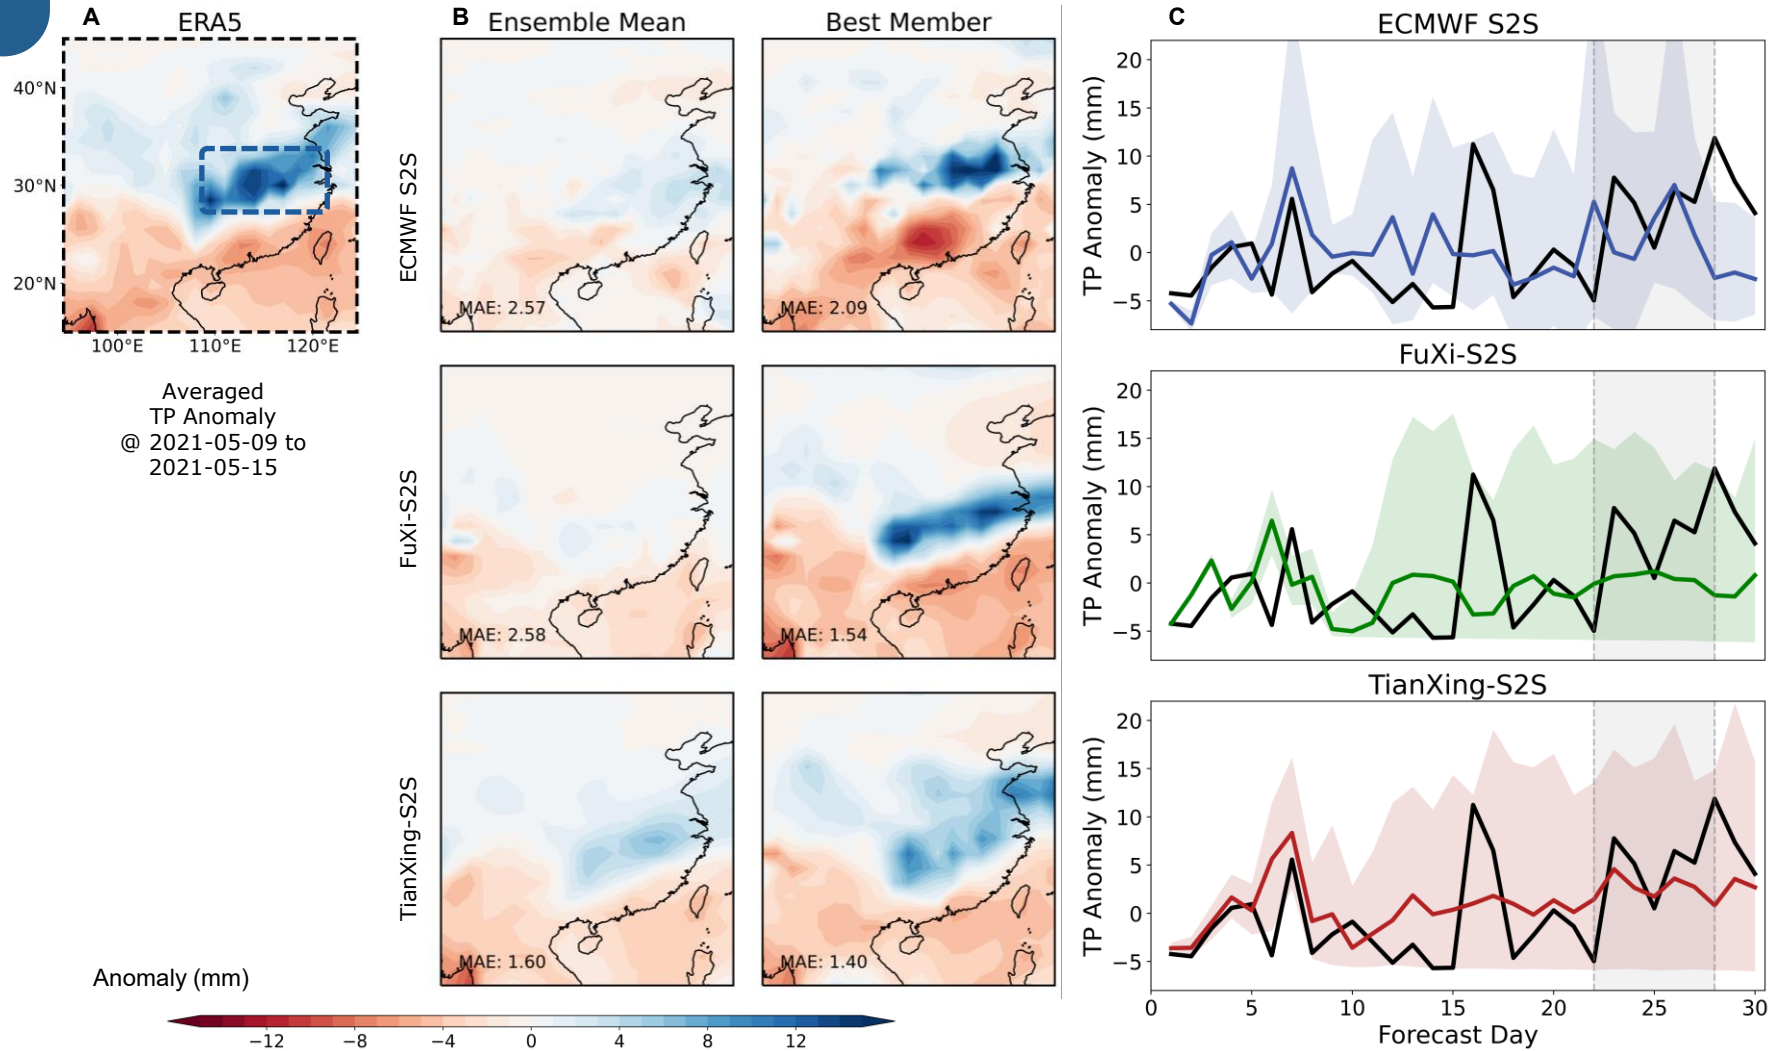 A
ERA5
40°N
30°N
20°N
100°E
110°E
120°E
Averaged
TP Anomaly
@ 2021-05-09 to
2021-05-15
Anomaly (mm)
−12
−8
−4
0
4
8
12
B
Ensemble Mean
Best Member
ECMWF S2S
MAE: 2.57
MAE: 2.09
FuXi-S2S
MAE: 2.58
MAE: 1.54
TianXing-S2S
MAE: 1.60
MAE: 1.40
C
ECMWF S2S
TP Anomaly (mm)
20
15
10
5
0
−5
FuXi-S2S
TP Anomaly (mm)
20
15
10
5
0
−5
TianXing-S2S
TP Anomaly (mm)
20
15
10
5
0
−5
0
5
10
15
20
25
30
Forecast Day